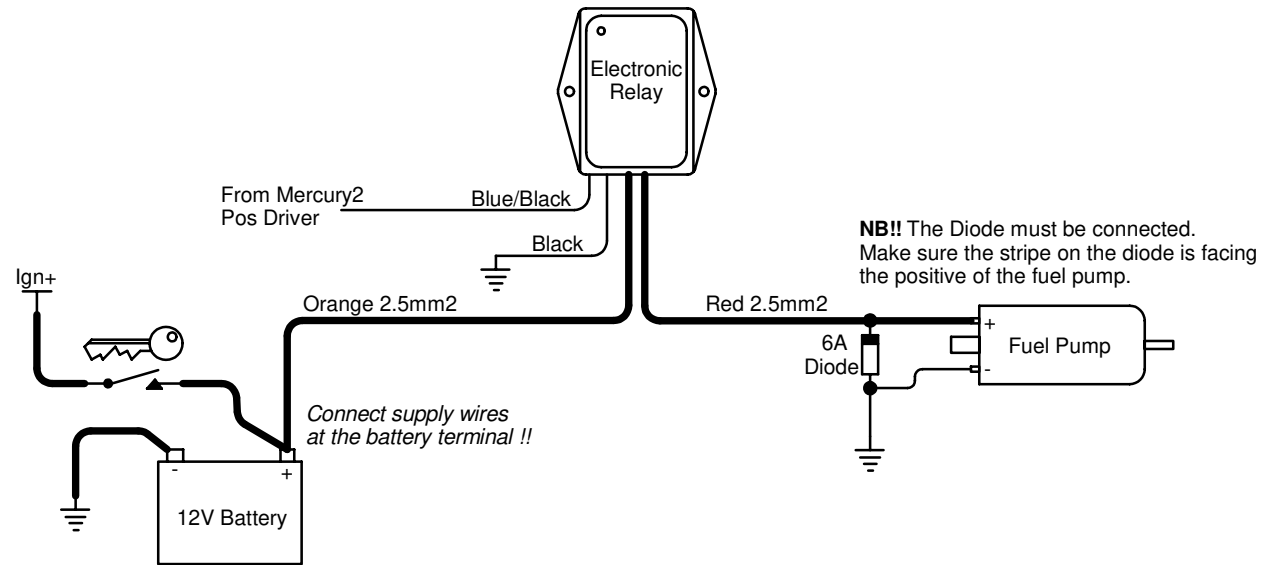 Electronic
Relay
From Mercury2
Pos Driver
Blue/Black
Black
NB!! The Diode must be connected.
Make sure the stripe on the diode is facing
the positive of the fuel pump.
Ign+
Orange 2.5mm2
Red 2.5mm2
+
6A
Diode
Fuel Pump
-
Connect supply wires
at the battery terminal !!
- +
12V Battery